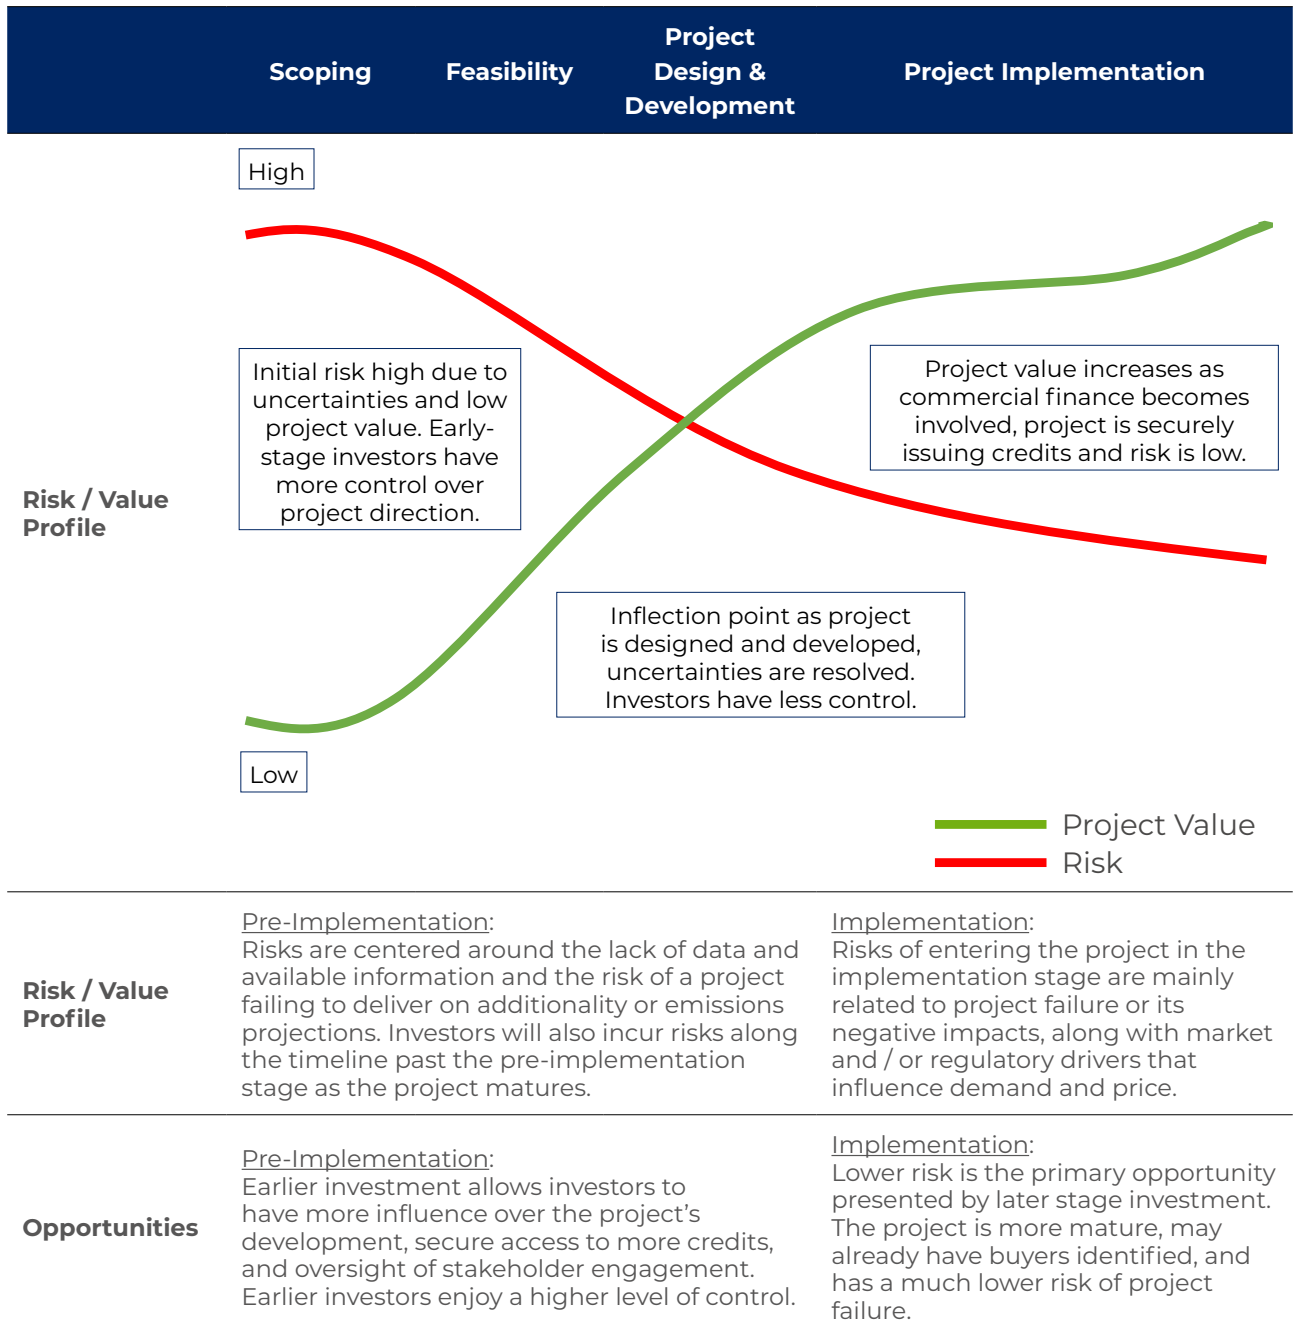 Scoping
Feasibility
Project
Design &
Development
Project Implementation
Risk / Value
Profile
High
Initial risk high due to
uncertainties and low
project value. Early-
stage investors have
more control over
project direction.
Project value increases as
commercial finance becomes
involved, project is securely
issuing credits and risk is low.
Inflection point as project
is designed and developed,
uncertainties are resolved.
Investors have less control.
Low
Project Value
Risk
Risk / Value
Profile
Pre-Implementation:
Risks are centered around the lack of data and
available information and the risk of a project
failing to deliver on additionality or emissions
projections. Investors will also incur risks along
the timeline past the pre-implementation
stage as the project matures.
Implementation:
Risks of entering the project in the
implementation stage are mainly
related to project failure or its
negative impacts, along with market
and / or regulatory drivers that
influence demand and price.
Opportunities
Pre-Implementation:
Earlier investment allows investors to
have more influence over the project's
development, secure access to more credits,
and oversight of stakeholder engagement.
Earlier investors enjoy a higher level of control.
Implementation:
Lower risk is the primary opportunity
presented by later stage investment.
The project is more mature, may
already have buyers identified, and
has a much lower risk of project
failure.